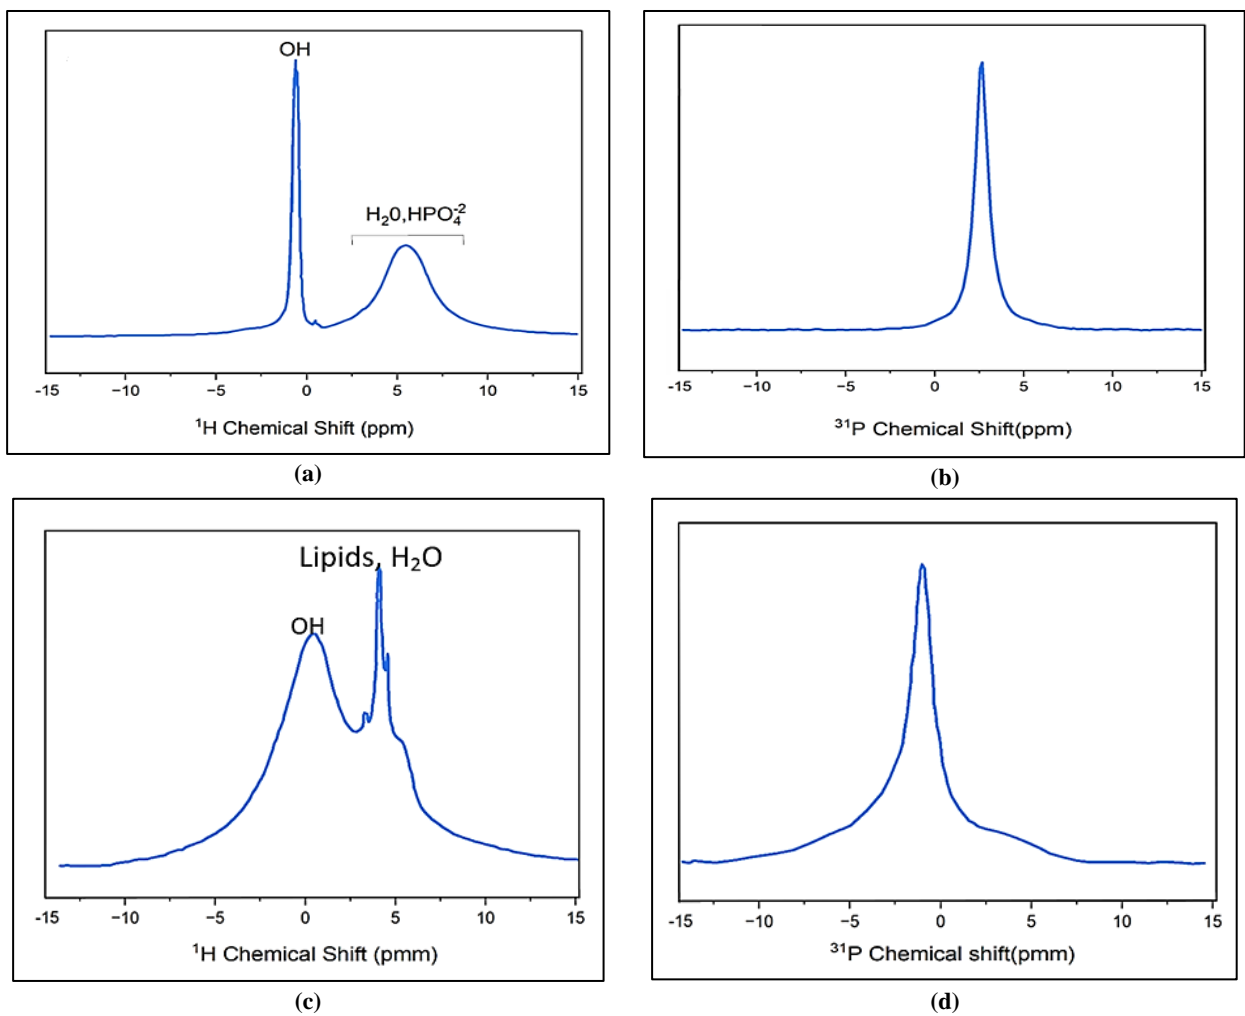 OH
H₂0,HPO₄⁻²
-15 −10 −5 0 5 10 15
¹H Chemical Shift (ppm)
(a)
-15 −10 −5 0 5 10 15
³¹P Chemical Shift(ppm)
(b)
Lipids, H₂O
OH
-15 −10 −5 0 5 10 15
¹H Chemical Shift (pmm)
(c)
-15 −10 −5 0 5 10 15
³¹P Chemical shift(pmm)
(d)